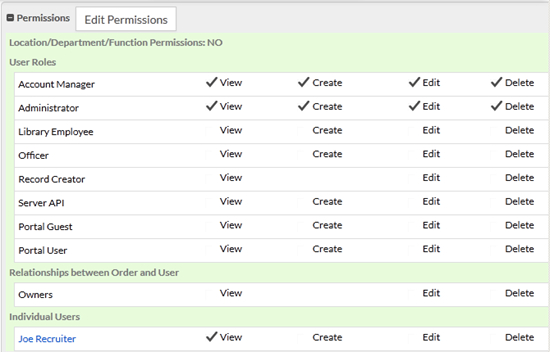 Permissions Edit Permissions
Location/Department/Function Permissions: NO
User Roles
Account Manager View Create Edit Delete
Administrator View Create Edit Delete
Library Employee View Create Edit Delete
Officer View Create Edit Delete
Record Creator View Edit Delete
Server API View Create Edit Delete
Portal Guest View Create Edit Delete
Portal User View Create Edit Delete
Relationships between Order and User
Owners View Edit Delete
Individual Users
Joe Recruiter View Create Edit Delete